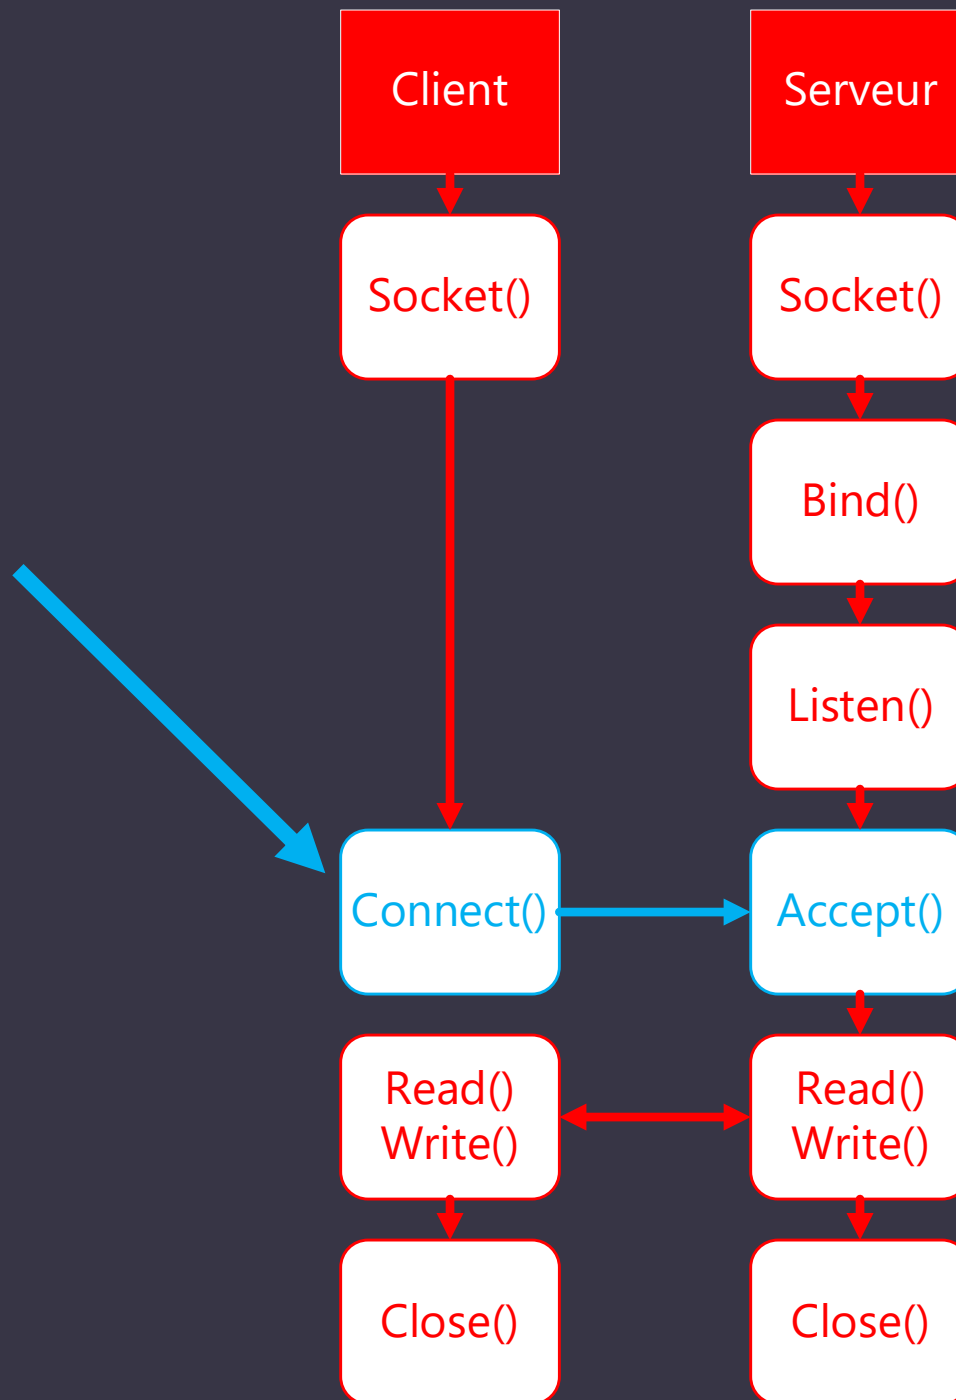 Client
Serveur
Socket()
Socket()
Bind()
Listen()
Connect()
Accept()
Read()
Write()
Read()
Write()
Close()
Close()